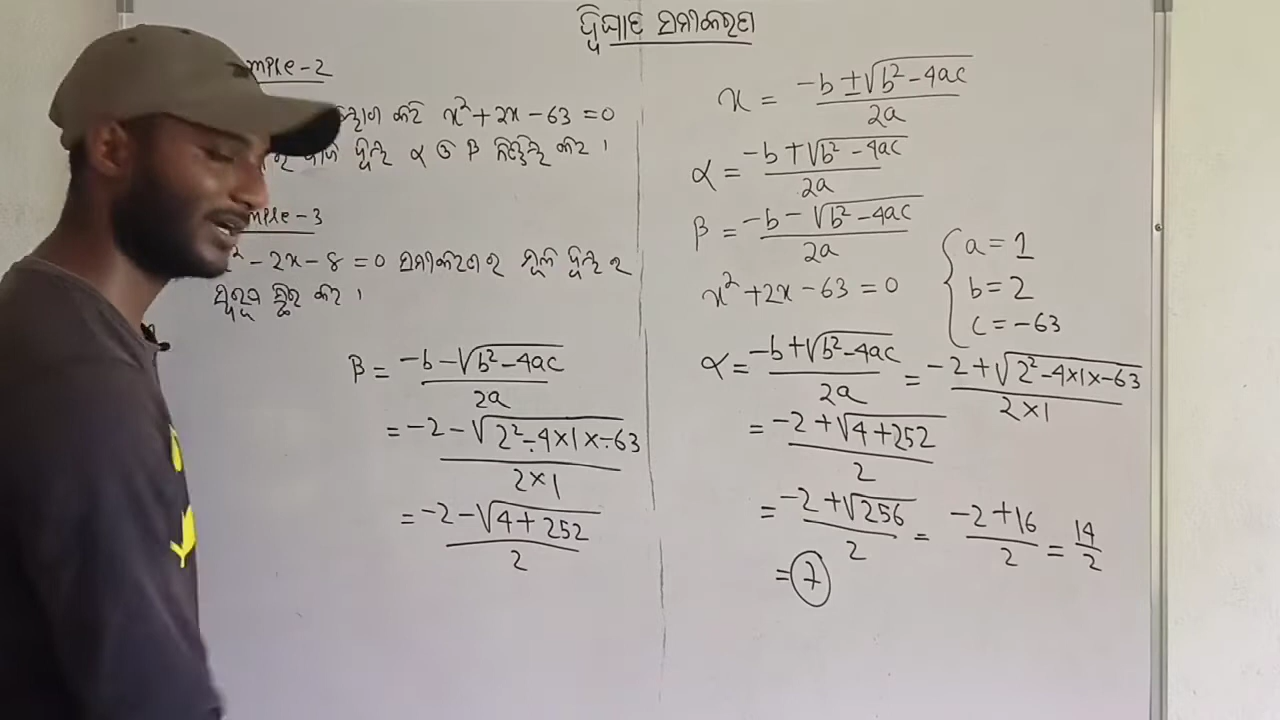 ଦ୍ୱିଘାତ ସମୀକରଣ
mple-2
କରି x² + 2x - 63 = 0
α ଓ β ନିର୍ଣ୍ଣୟ କର ।
mple-3
² - 2x - 8 = 0 ସମୀକରଣର ମୂଳ ଦ୍ୱୟର
ସ୍ୱରୂପ ସ୍ଥିର କର ।
β = (-b - √(b² - 4ac))/2a
= (-2 - √(2² - 4×1×-63))/(2×1)
= (-2 - √(4 + 252))/2
x = (-b ± √(b² - 4ac))/2a
α = (-b + √(b² - 4ac))/2a
β = (-b - √(b² - 4ac))/2a
x² + 2x - 63 = 0
a = 1
b = 2
c = -63
α = (-b + √(b² - 4ac))/2a = (-2 + √(2² - 4×1×-63))/(2×1)
= (-2 + √(4 + 252))/2
= (-2 + √256)/2 = (-2 + 16)/2 = 14/2
= 7